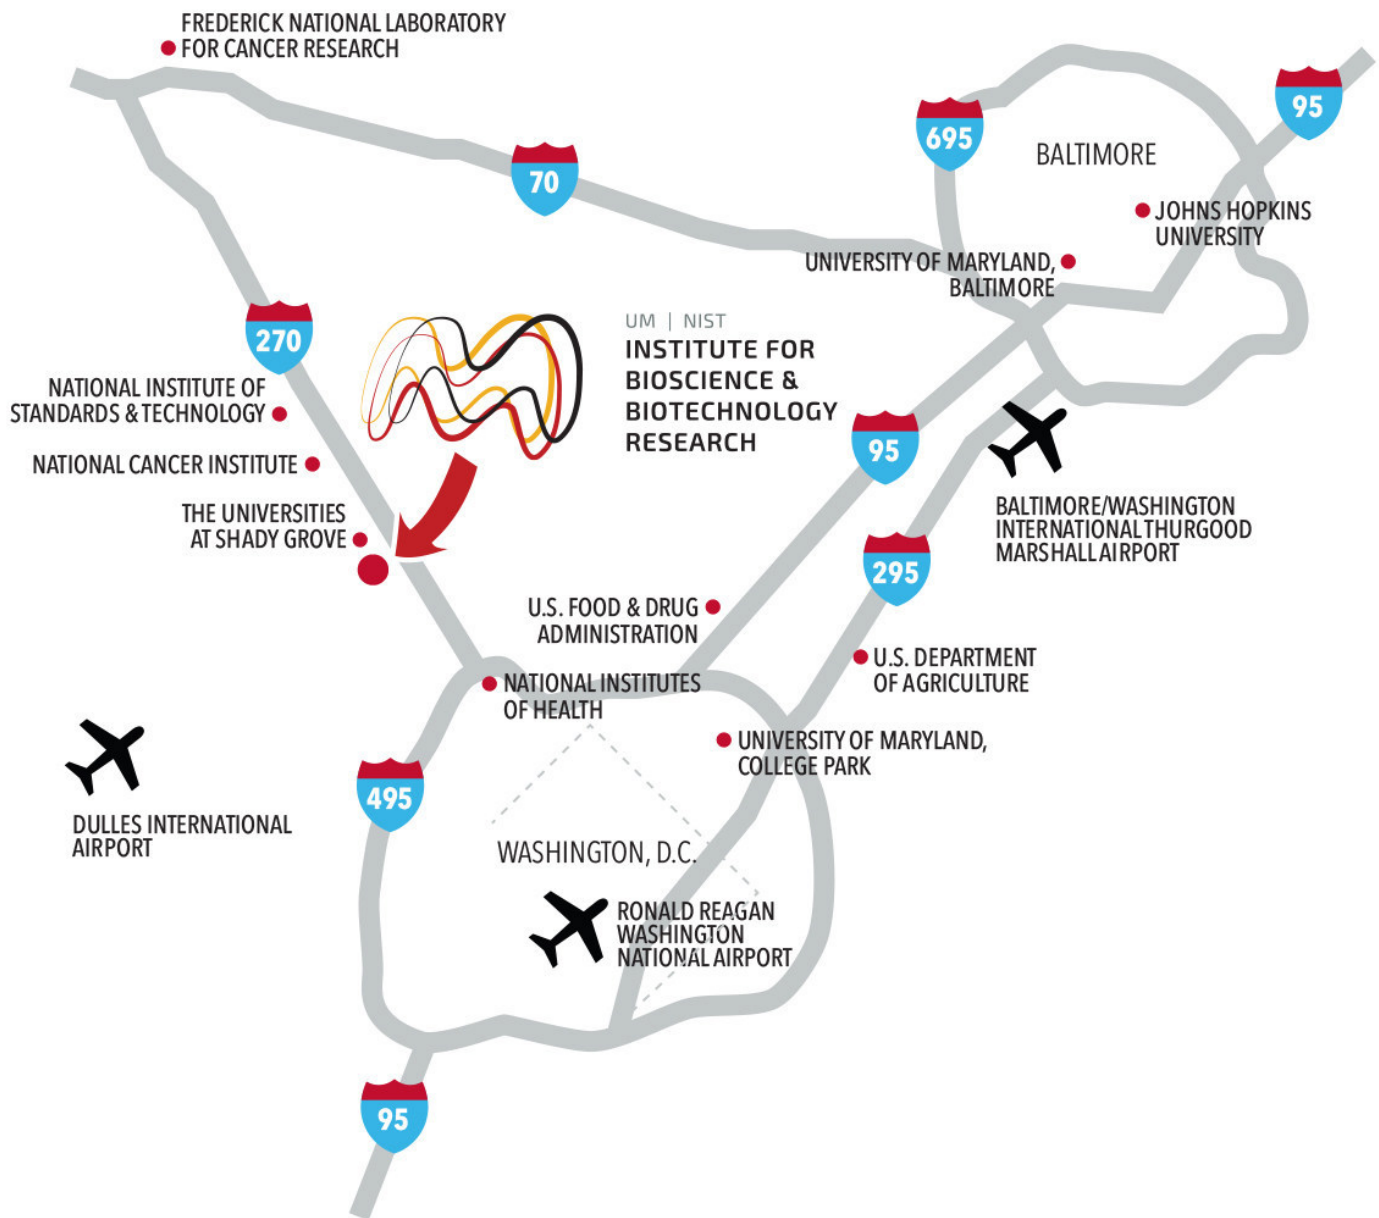 FREDERICK NATIONAL LABORATORY
FOR CANCER RESEARCH
95
695
BALTIMORE
70
JOHNS HOPKINS
UNIVERSITY
UNIVERSITY OF MARYLAND,
BALTIMORE
270
UM | NIST
INSTITUTE FOR
BIOSCIENCE &
BIOTECHNOLOGY
RESEARCH
NATIONAL INSTITUTE OF
STANDARDS & TECHNOLOGY
95
NATIONAL CANCER INSTITUTE
THE UNIVERSITIES
AT SHADY GROVE
BALTIMORE/WASHINGTON
INTERNATIONAL THURGOOD
MARSHALL AIRPORT
295
U.S. FOOD & DRUG
ADMINISTRATION
U.S. DEPARTMENT
OF AGRICULTURE
NATIONAL INSTITUTES
OF HEALTH
UNIVERSITY OF MARYLAND,
COLLEGE PARK
495
DULLES INTERNATIONAL
AIRPORT
WASHINGTON, D.C.
RONALD REAGAN
WASHINGTON
NATIONAL AIRPORT
95